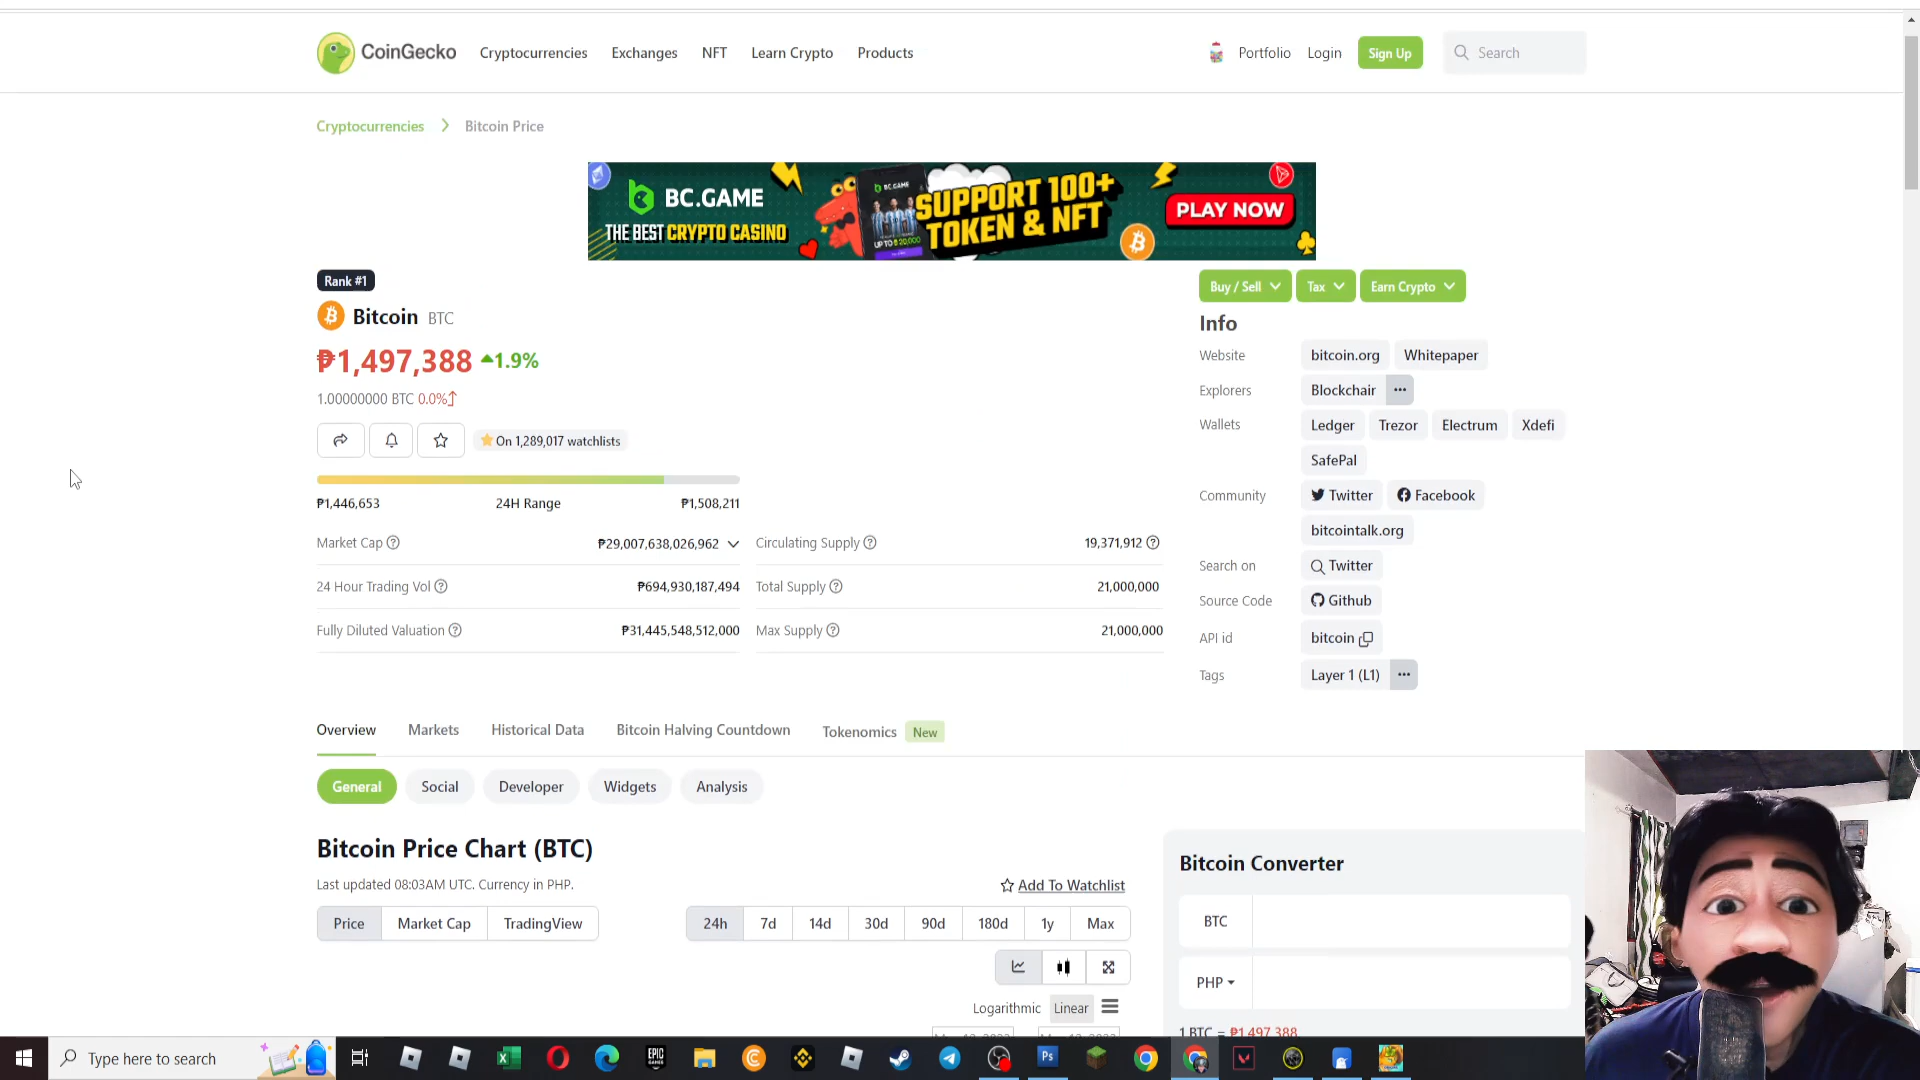 CoinGecko Cryptocurrencies Exchanges NFT Learn Crypto Products Portfolio Login Sign Up Search
Cryptocurrencies Bitcoin Price
BC.GAME
THE BEST CRYPTO CASINO
BC.GAME
UP TO ₿ 20,000
SUPPORT 100+
TOKEN & NFT
PLAY NOW
Rank #1
Bitcoin BTC
₱1,497,388 1.9%
1.00000000 BTC 0.0%
On 1,289,017 watchlists
₱1,446,653 24H Range ₱1,508,211
Market Cap ₱29,007,638,026,962
24 Hour Trading Vol ₱694,930,187,494
Fully Diluted Valuation ₱31,445,548,512,000
Circulating Supply 19,371,912
Total Supply 21,000,000
Max Supply 21,000,000
Buy / Sell Tax Earn Crypto
Info
Website bitcoin.org Whitepaper
Explorers Blockchair
Wallets Ledger Trezor Electrum Xdefi
SafePal
Community Twitter Facebook
bitcointalk.org
Search on Twitter
Source Code Github
API id bitcoin
Tags Layer 1 (L1)
Overview Markets Historical Data Bitcoin Halving Countdown Tokenomics New
General Social Developer Widgets Analysis
Bitcoin Price Chart (BTC)
Last updated 08:03AM UTC. Currency in PHP.
Add To Watchlist
Price Market Cap TradingView 24h 7d 14d 30d 90d 180d 1y Max
Logarithmic Linear
Bitcoin Converter
BTC
PHP
1 BTC = ₱1,497,388
Type here to search
EPIC
GAMES
Ps